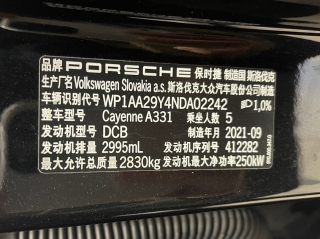 品牌 PORSCHE 保时捷 制造国 斯洛伐克
制造厂 Volkswagen Slovakia a.s. 斯洛伐克大众汽车股份公司
车辆识别代号 WP1AA29Y4NDA02242 1,0%
整车型号 Cayenne A331 乘坐人数 5
发动机型号 DCB 制造年月 2021-09
发动机排量 2995mL 发动机序列号 412282
最大允许总质量 2830kg 发动机最大净功率 250kW